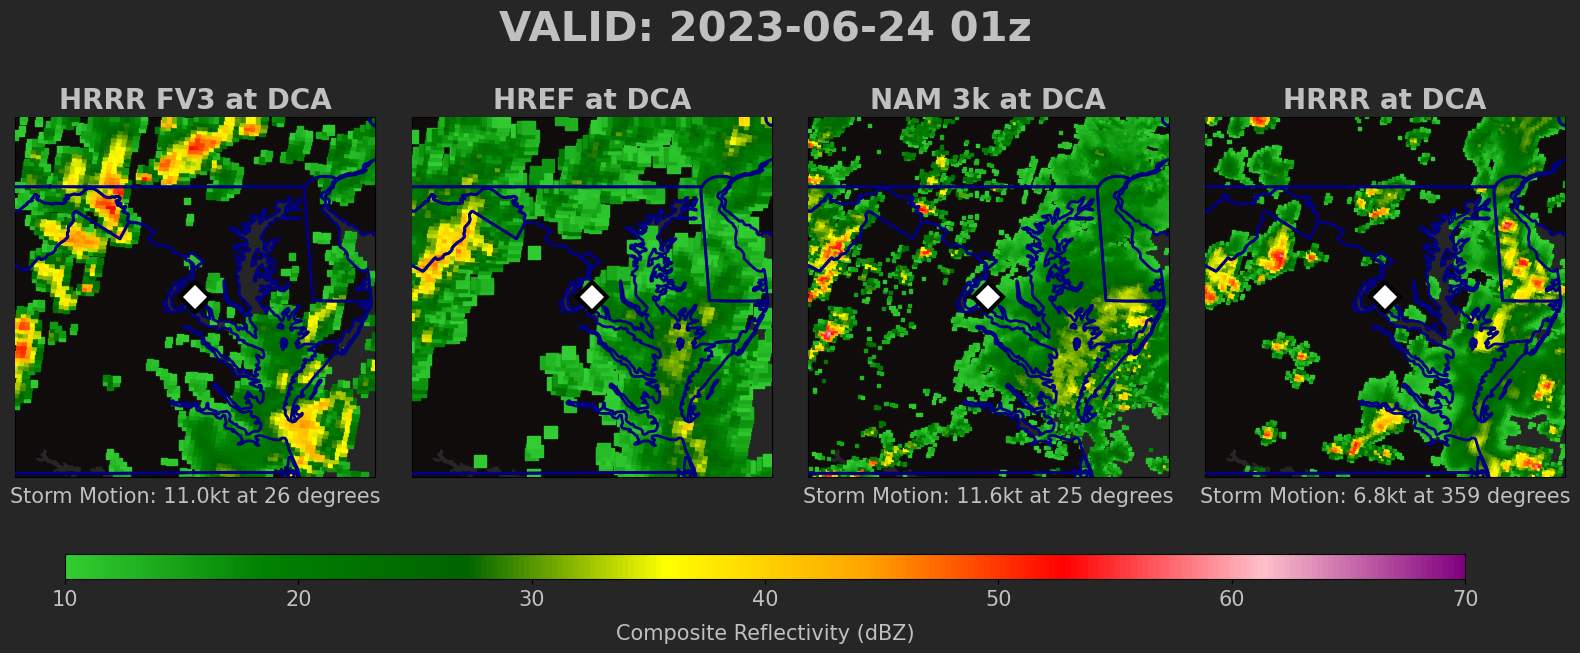 VALID: 2023-06-24 01z
HRRR FV3 at DCA
HREF at DCA
NAM 3k at DCA
HRRR at DCA
Storm Motion: 11.0kt at 26 degrees
Storm Motion: 11.6kt at 25 degrees
Storm Motion: 6.8kt at 359 degrees
10 20 30 40 50 60 70
Composite Reflectivity (dBZ)